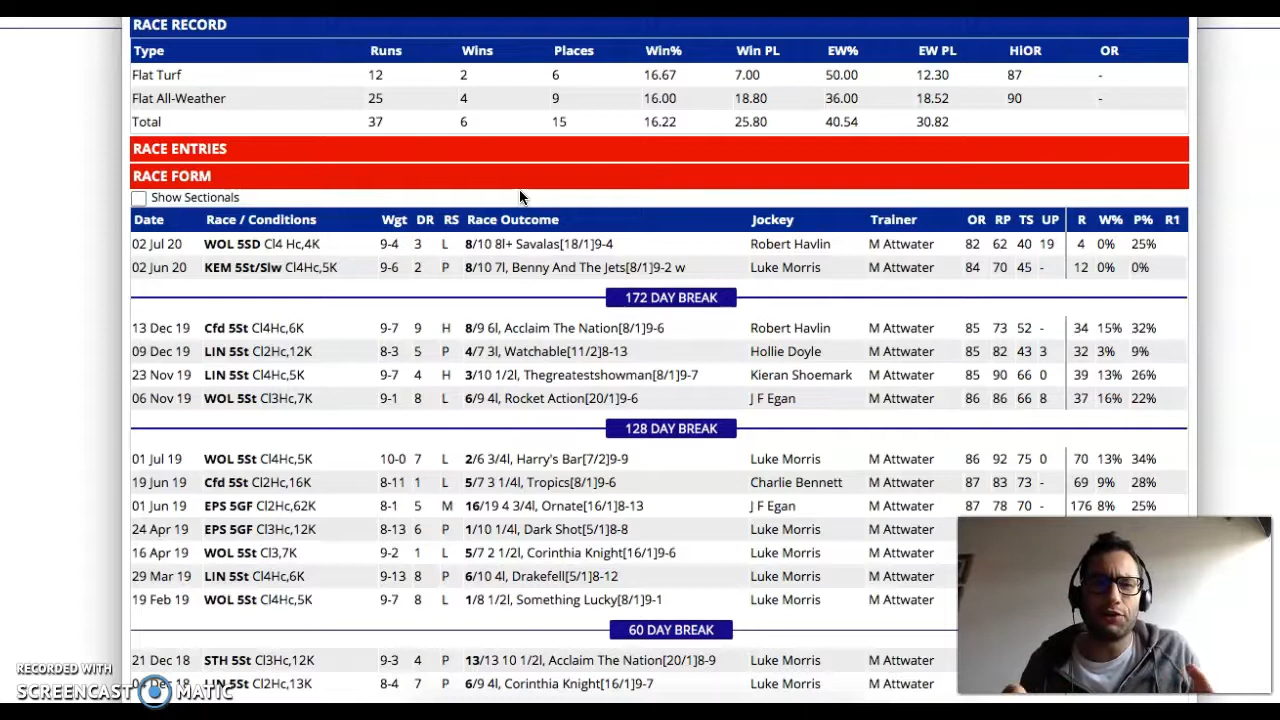 RACE RECORD
Type Runs Wins Places Win% Win PL EW% EW PL HIOR OR
Flat Turf 12 2 6 16.67 7.00 50.00 12.30 87 -
Flat All-Weather 25 4 9 16.00 18.80 36.00 18.52 90 -
Total 37 6 15 16.22 25.80 40.54 30.82
RACE ENTRIES
RACE FORM
Show Sectionals
Date Race / Conditions Wgt DR RS Race Outcome Jockey Trainer OR RP TS UP R W% P% R1
02 Jul 20 WOL 5SD Cl4 Hc,4K 9-4 3 L 8/10 8l+ Savalas[18/1]9-4 Robert Havlin M Attwater 82 62 40 19 4 0% 25%
02 Jun 20 KEM 5St/Slw Cl4Hc,5K 9-6 2 P 8/10 7l, Benny And The Jets[8/1]9-2 w Luke Morris M Attwater 84 70 45 - 12 0% 0%
172 DAY BREAK
13 Dec 19 Cfd 5St Cl4Hc,6K 9-7 9 H 8/9 6l, Acclaim The Nation[8/1]9-6 Robert Havlin M Attwater 85 73 52 - 34 15% 32%
09 Dec 19 LIN 5St Cl2Hc,12K 8-3 5 P 4/7 3l, Watchable[11/2]8-13 Hollie Doyle M Attwater 85 82 43 3 32 3% 9%
23 Nov 19 LIN 5St Cl4Hc,5K 9-7 4 H 3/10 1/2l, Thegreatestshowman[8/1]9-7 Kieran Shoemark M Attwater 85 90 66 0 39 13% 26%
06 Nov 19 WOL 5St Cl3Hc,7K 9-1 8 L 6/9 4l, Rocket Action[20/1]9-6 J F Egan M Attwater 86 86 66 8 37 16% 22%
128 DAY BREAK
01 Jul 19 WOL 5St Cl4Hc,5K 10-0 7 L 2/6 3/4l, Harry's Bar[7/2]9-9 Luke Morris M Attwater 86 92 75 0 70 13% 34%
19 Jun 19 Cfd 5St Cl2Hc,16K 8-11 1 L 5/7 3 1/4l, Tropics[8/1]9-6 Charlie Bennett M Attwater 87 83 73 - 69 9% 28%
01 Jun 19 EPS 5GF Cl2Hc,62K 8-1 5 M 16/19 4 3/4l, Ornate[16/1]8-13 J F Egan M Attwater 87 78 70 - 176 8% 25%
24 Apr 19 EPS 5GF Cl3Hc,12K 8-13 6 P 1/10 1/4l, Dark Shot[5/1]8-8 Luke Morris M Attwater
16 Apr 19 WOL 5St Cl3,7K 9-2 1 L 5/7 2 1/2l, Corinthia Knight[16/1]9-6 Luke Morris M Attwater
29 Mar 19 LIN 5St Cl4Hc,6K 9-13 8 P 6/10 4l, Drakefell[5/1]8-12 Luke Morris M Attwater
19 Feb 19 WOL 5St Cl4Hc,5K 9-7 8 L 1/8 1/2l, Something Lucky[8/1]9-1 Luke Morris M Attwater
60 DAY BREAK
21 Dec 18 STH 5St Cl3Hc,12K 9-3 4 P 13/13 10 1/2l, Acclaim The Nation[20/1]8-9 Luke Morris M Attwater
18 LIN 5St Cl2Hc,13K 8-4 7 P 6/9 4l, Corinthia Knight[16/1]9-7 Luke Morris M Attwater
RECORDED WITH
SCREENCAST MATIC